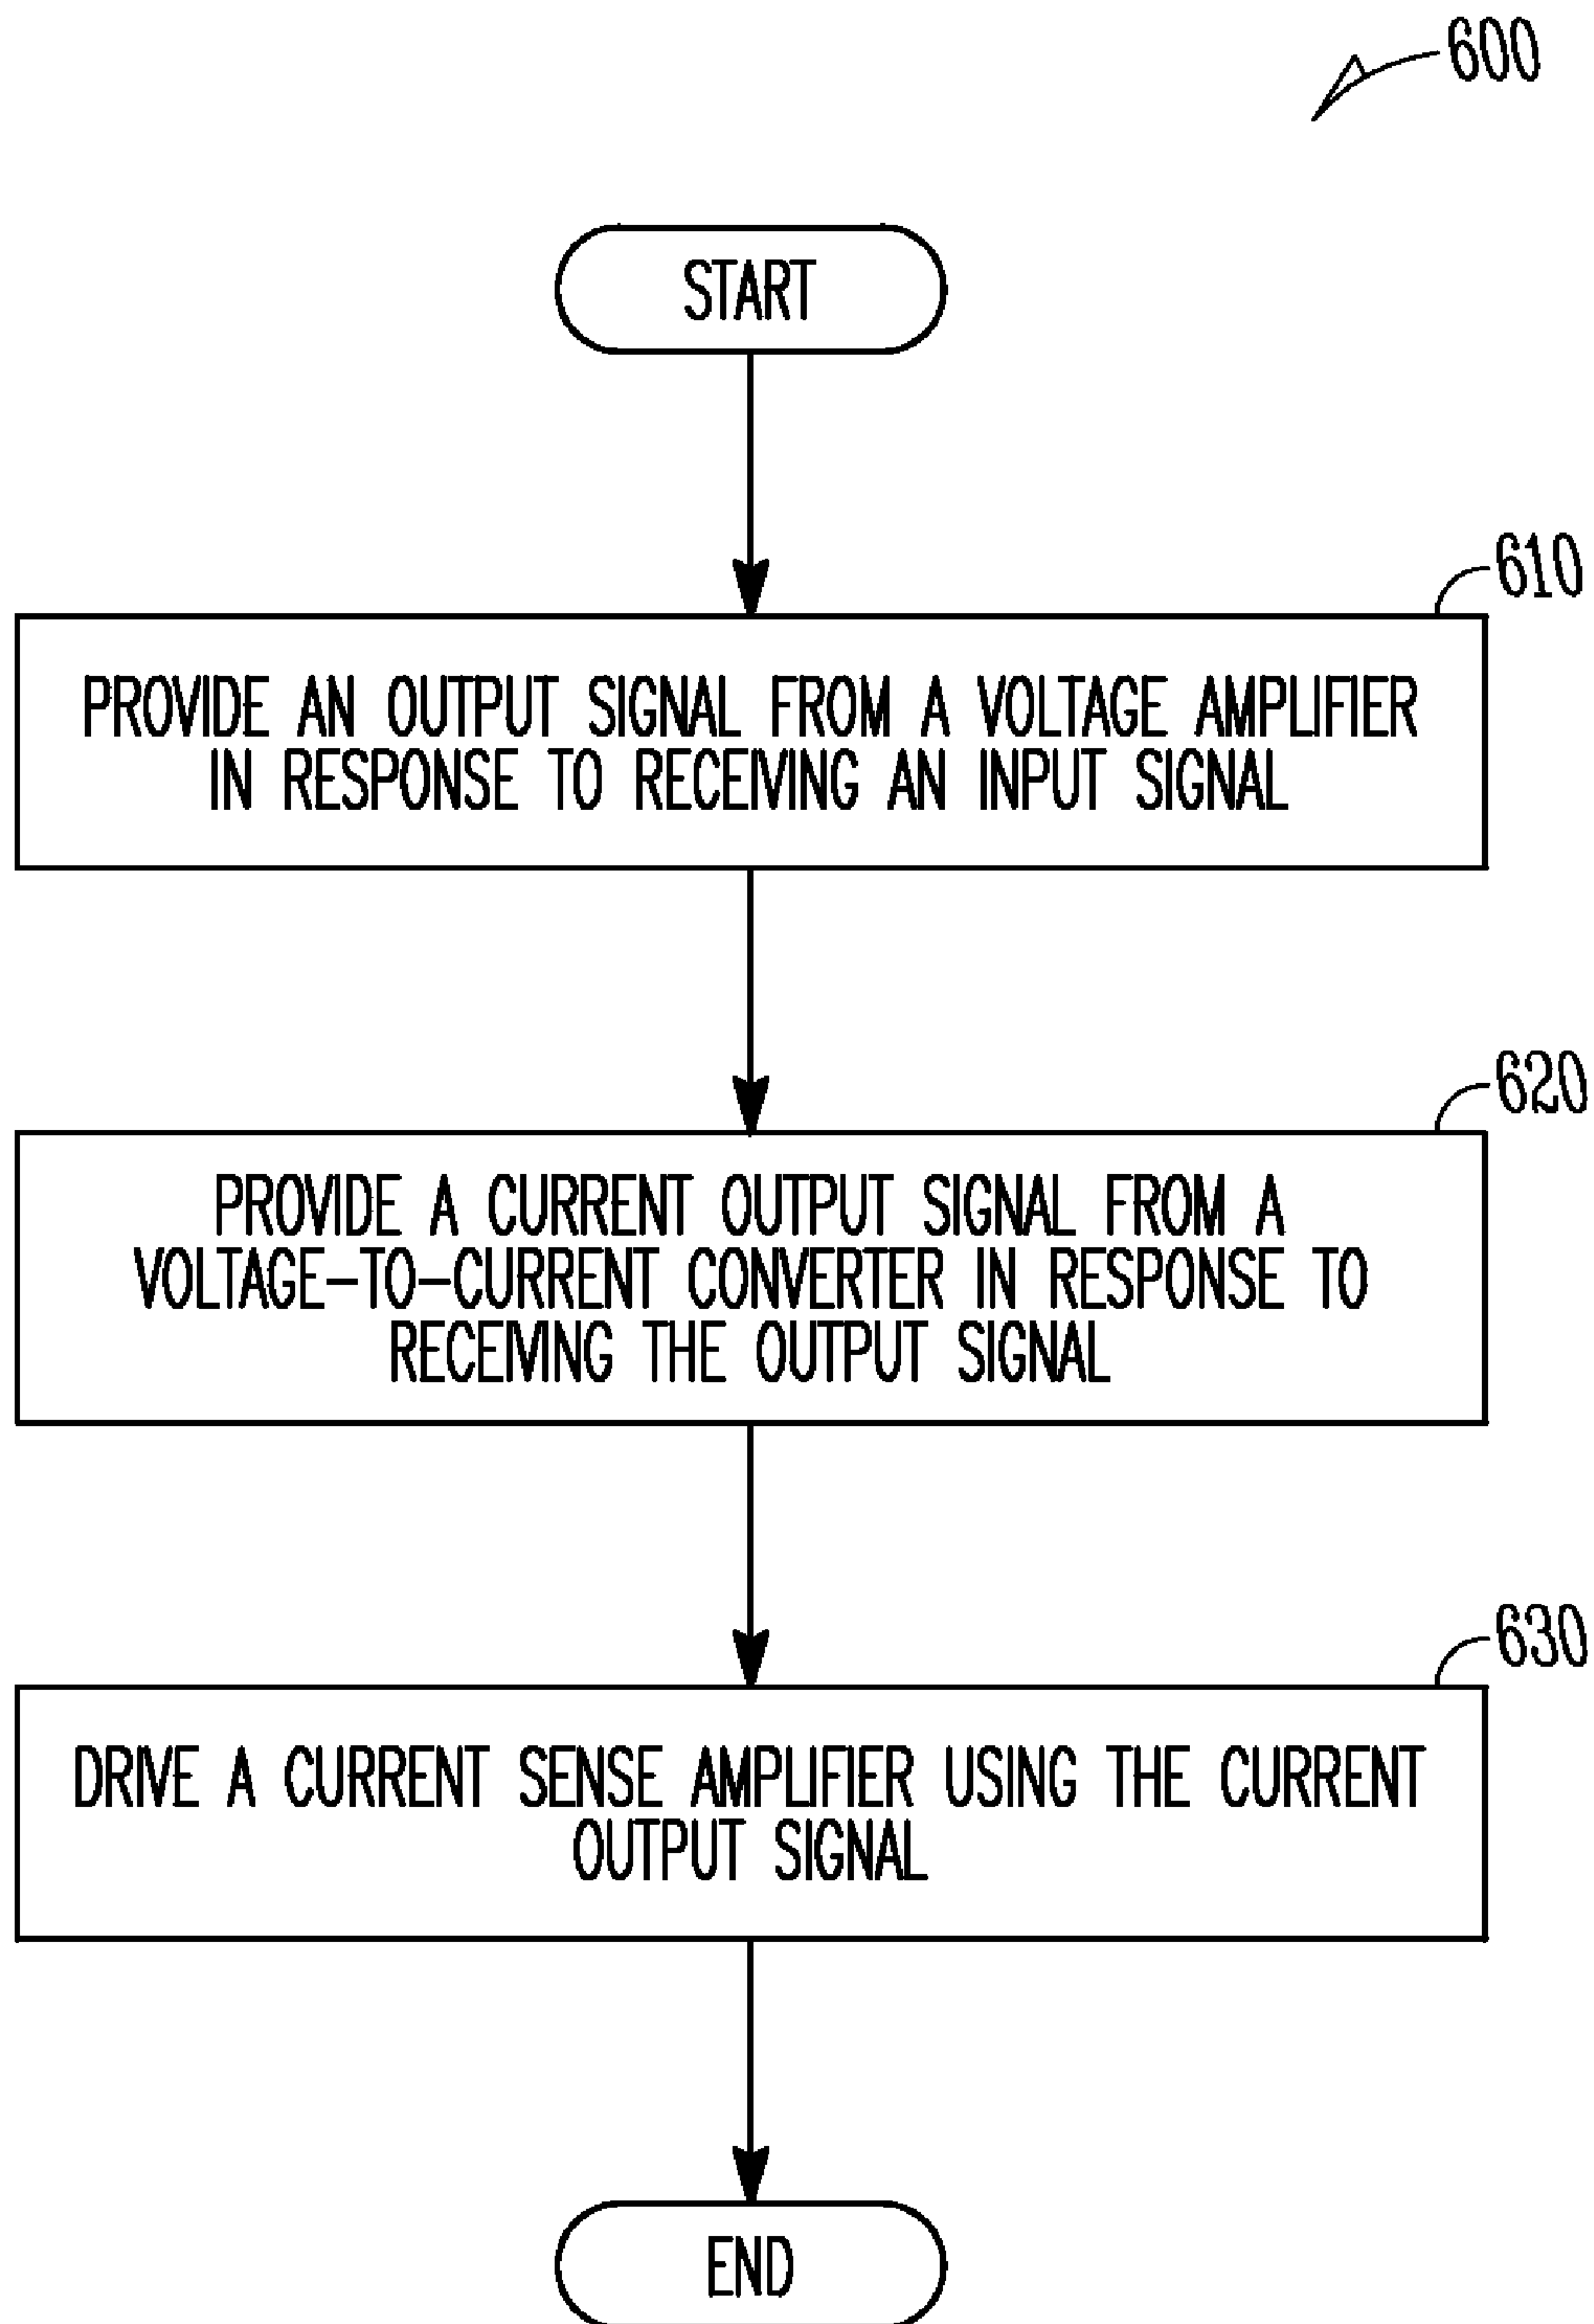 600
START
610
PROVIDE AN OUTPUT SIGNAL FROM A VOLTAGE AMPLIFIER
IN RESPONSE TO RECEIVING AN INPUT SIGNAL
620
PROVIDE A CURRENT OUTPUT SIGNAL FROM A
VOLTAGE-TO-CURRENT CONVERTER IN RESPONSE TO
RECEIVING THE OUTPUT SIGNAL
630
DRIVE A CURRENT SENSE AMPLIFIER USING THE CURRENT
OUTPUT SIGNAL
END